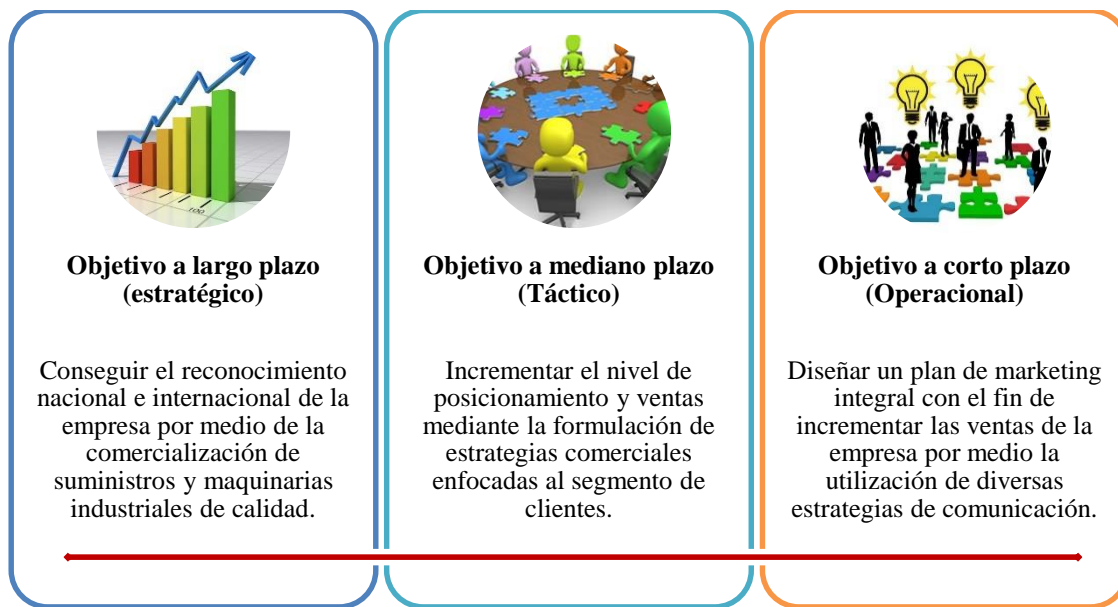 100
Objetivo a largo plazo
(estratégico)
Conseguir el reconocimiento
nacional e internacional de la
empresa por medio de la
comercialización de
suministros y maquinarias
industriales de calidad.
Objetivo a mediano plazo
(Táctico)
Incrementar el nivel de
posicionamiento y ventas
mediante la formulación de
estrategias comerciales
enfocadas al segmento de
clientes.
Objetivo a corto plazo
(Operacional)
Diseñar un plan de marketing
integral con el fin de
incrementar las ventas de la
empresa por medio la
utilización de diversas
estrategias de comunicación.